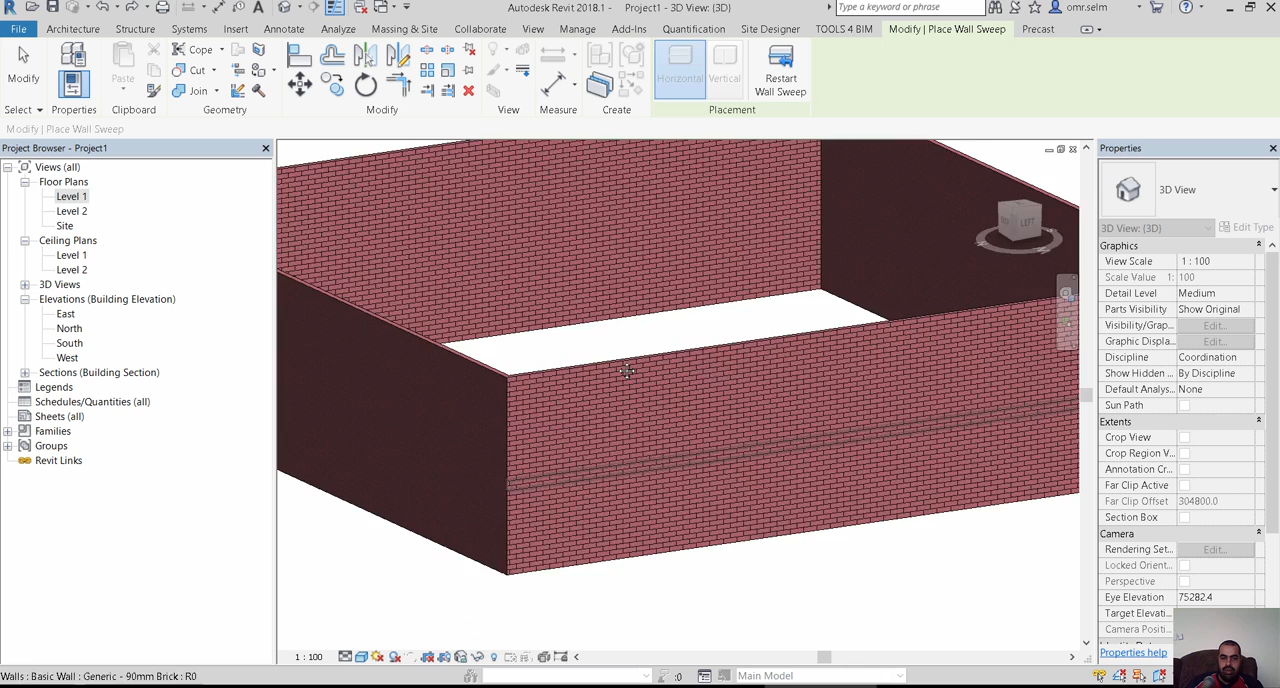 Autodesk Revit 2018.1 - Project1 - 3D View: {3D}
Type a keyword or phrase
omr.selm
File Architecture Structure Systems Insert Annotate Analyze Massing & Site Collaborate View Manage Add-Ins Quantification Site Designer TOOLS 4 BIM Modify | Place Wall Sweep Precast
Modify
Properties
Paste
Cope
Cut
Join
Horizontal
Vertical
Restart
Wall Sweep
Select Properties Clipboard Geometry Modify View Measure Create Placement
Modify | Place Wall Sweep
Project Browser - Project1
Views (all)
Floor Plans
Level 1
Level 2
Site
Ceiling Plans
Level 1
Level 2
3D Views
Elevations (Building Elevation)
East
North
South
West
Sections (Building Section)
Legends
Schedules/Quantities (all)
Sheets (all)
Families
Groups
Revit Links
LEFT
Properties
3D View
3D View: {3D}
Edit Type
Graphics
View Scale 1 : 100
Scale Value 1: 100
Detail Level Medium
Parts Visibility Show Original
Visibility/Grap... Edit...
Graphic Displa... Edit...
Discipline Coordination
Show Hidden ... By Discipline
Default Analys... None
Sun Path
Extents
Crop View
Crop Region V...
Annotation Cr...
Far Clip Active
Far Clip Offset 304800.0
Section Box
Camera
Rendering Set... Edit...
Locked Orient...
Perspective
Eye Elevation 75282.4
Target Elevati...
Camera Positi...
Properties help
1 : 100
Walls : Basic Wall : Generic - 90mm Brick : R0
:0
Main Model